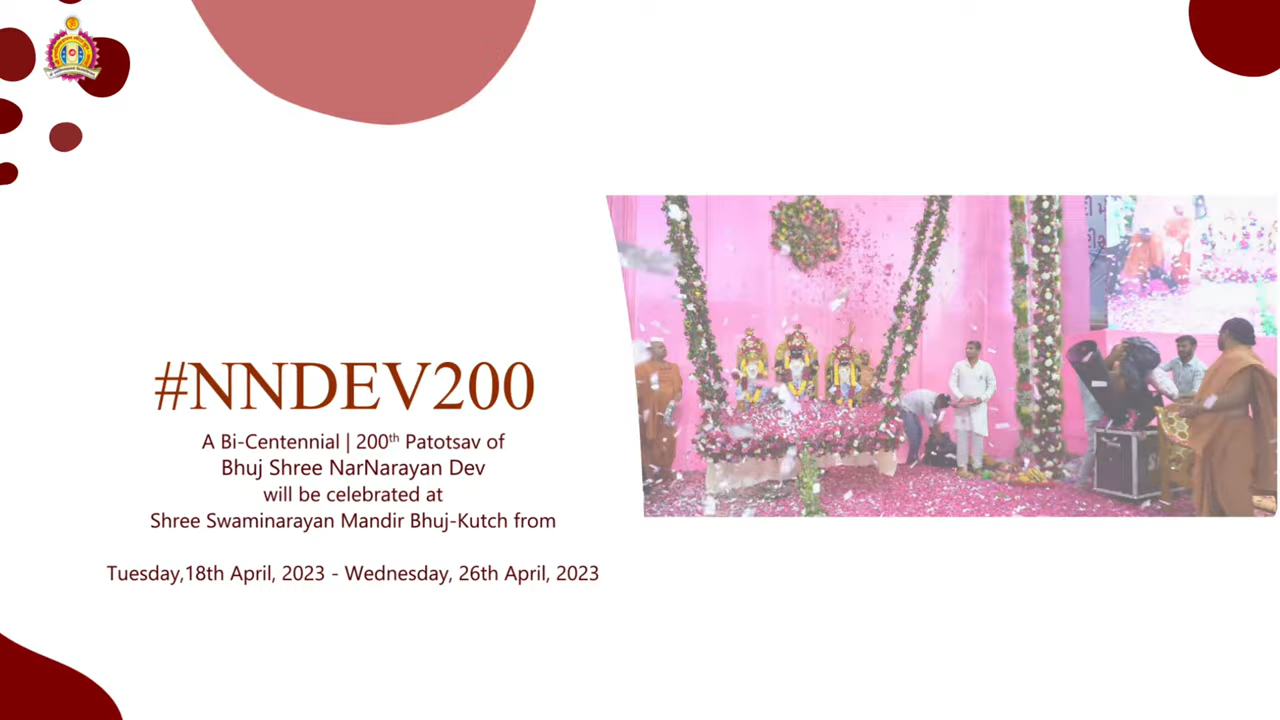 #NNDEV200
A Bi-Centennial | 200th Patotsav of
Bhuj Shree NarNarayan Dev
will be celebrated at
Shree Swaminarayan Mandir Bhuj-Kutch from
Tuesday,18th April, 2023 - Wednesday, 26th April, 2023